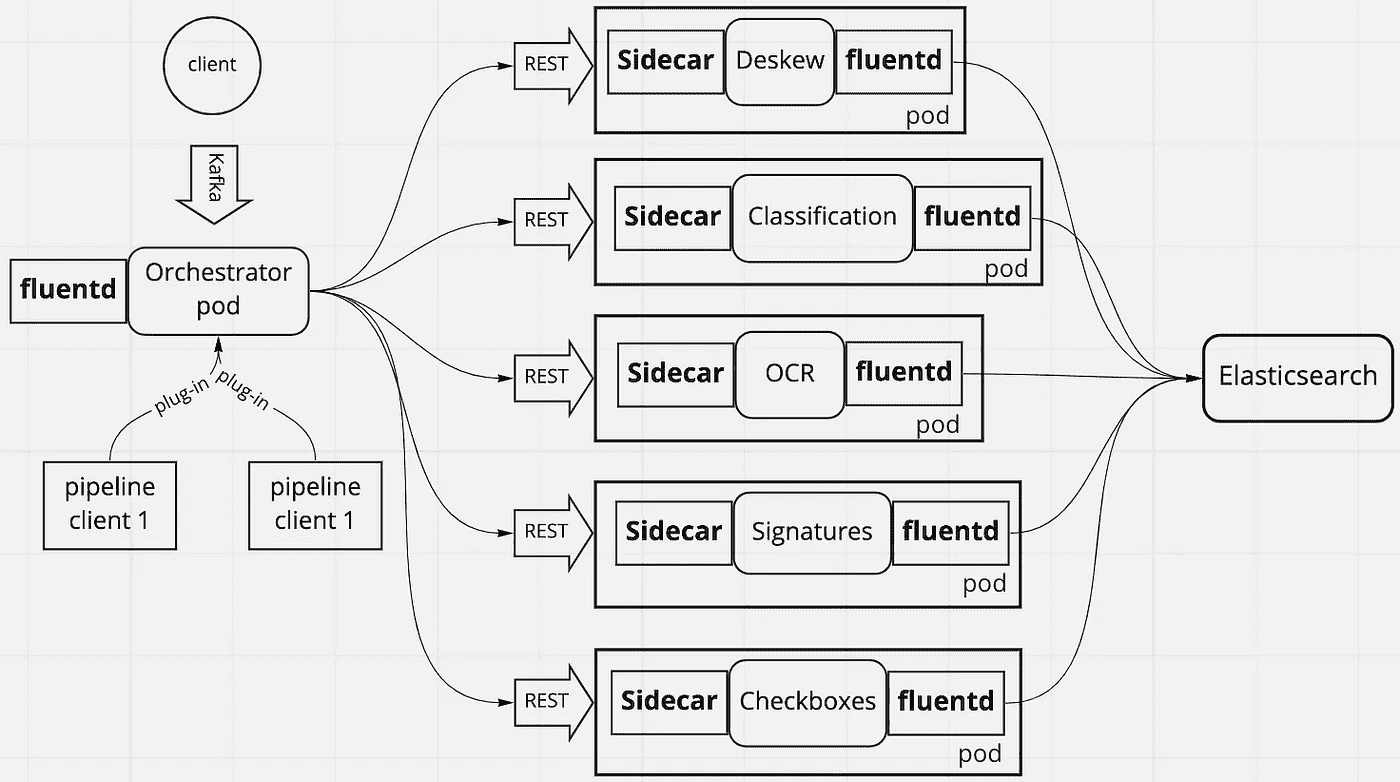 client
Kafka
fluentd
Orchestrator
pod
plug-in
plug-in
pipeline
client 1
pipeline
client 1
REST
Sidecar
Deskew
fluentd
pod
REST
Sidecar
Classification
fluentd
pod
REST
Sidecar
OCR
fluentd
pod
REST
Sidecar
Signatures
fluentd
pod
REST
Sidecar
Checkboxes
fluentd
pod
Elasticsearch